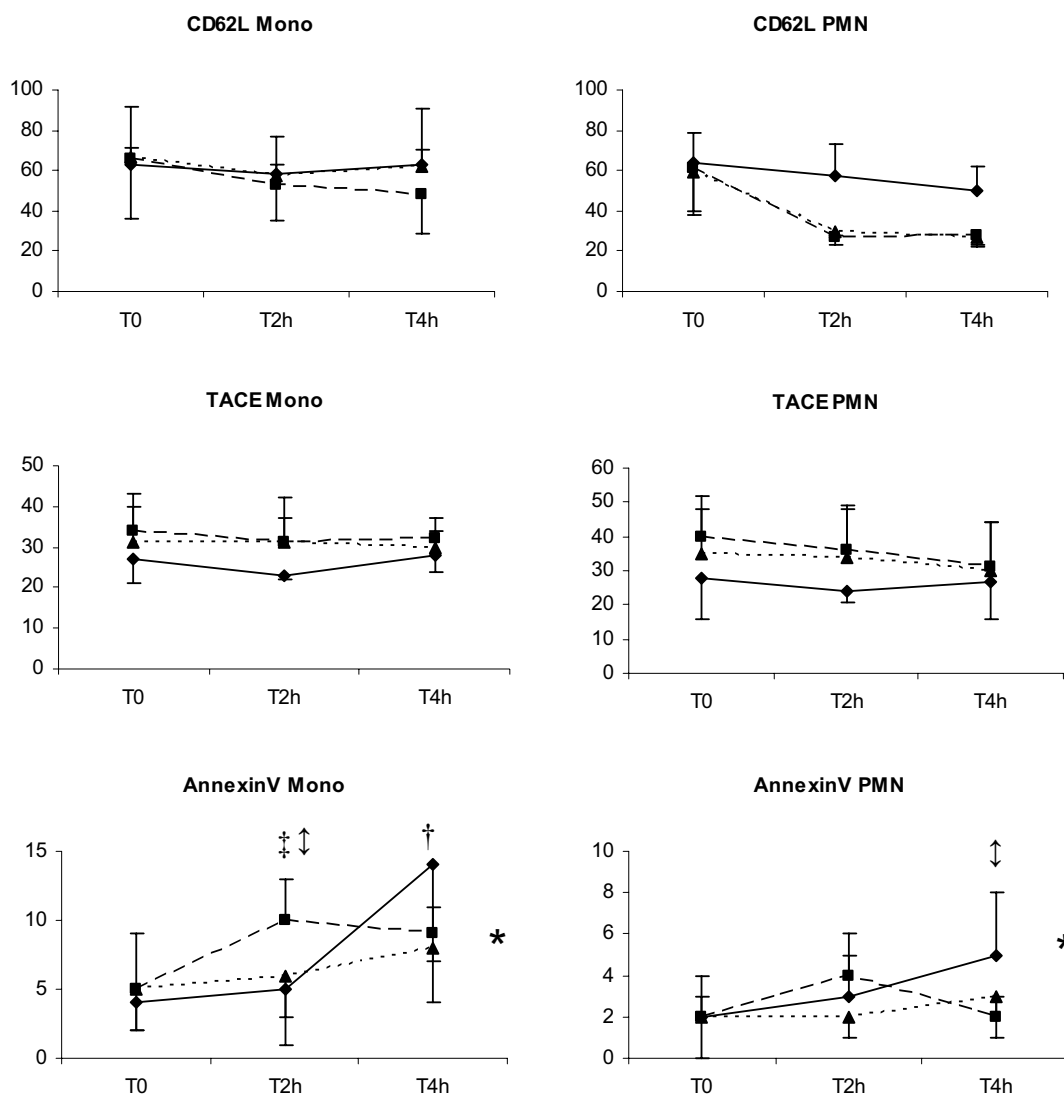 CD62L Mono
100
80
60
40
20
0
T0 T2h T4h
CD62L PMN
100
80
60
40
20
0
T0 T2h T4h
TACE Mono
50
40
30
20
10
0
T0 T2h T4h
TACE PMN
60
50
40
30
20
10
0
T0 T2h T4h
AnnexinV Mono
‡ ↕ †
15
10
5
0
*
T0 T2h T4h
AnnexinV PMN
↕
10
8
6
4
2
0
*
T0 T2h T4h